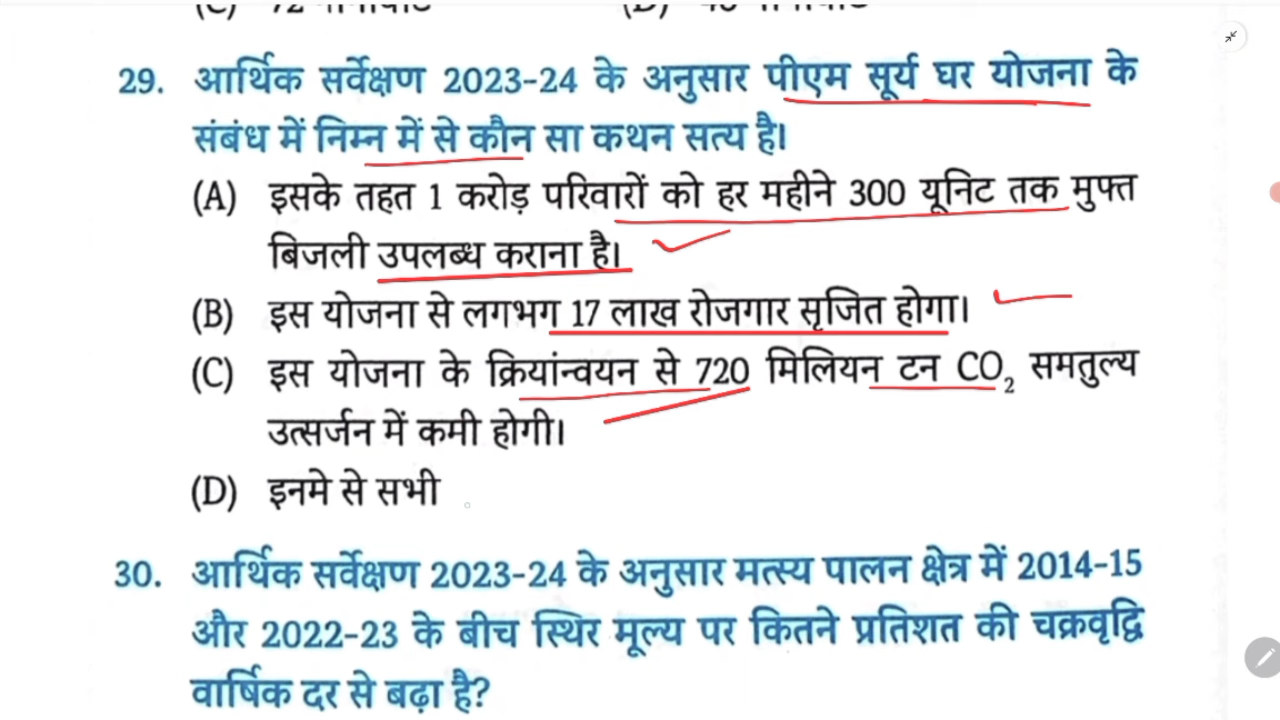 29. आर्थिक सर्वेक्षण 2023-24 के अनुसार पीएम सूर्य घर योजना के
संबंध में निम्न में से कौन सा कथन सत्य है।
(A) इसके तहत 1 करोड़ परिवारों को हर महीने 300 यूनिट तक मुफ्त
बिजली उपलब्ध कराना है।
(B) इस योजना से लगभग 17 लाख रोजगार सृजित होगा।
(C) इस योजना के क्रियांन्वयन से 720 मिलियन टन CO₂ समतुल्य
उत्सर्जन में कमी होगी।
(D) इनमे से सभी
30. आर्थिक सर्वेक्षण 2023-24 के अनुसार मत्स्य पालन क्षेत्र में 2014-15
और 2022-23 के बीच स्थिर मूल्य पर कितने प्रतिशत की चक्रवृद्धि
वार्षिक दर से बढ़ा है?